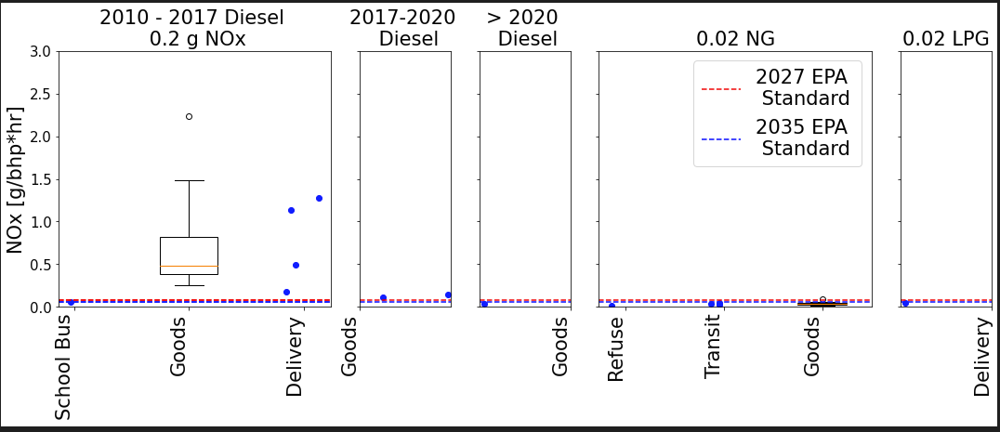 2010 - 2017 Diesel
0.2 g NOx
2017-2020
Diesel
> 2020
Diesel
0.02 NG
0.02 LPG
NOx [g/bhp*hr]
3.0
2.5
2.0
1.5
1.0
0.5
0.0
2027 EPA
Standard
2035 EPA
Standard
School Bus
Goods
Delivery
Goods
Goods
Refuse
Transit
Goods
Delivery